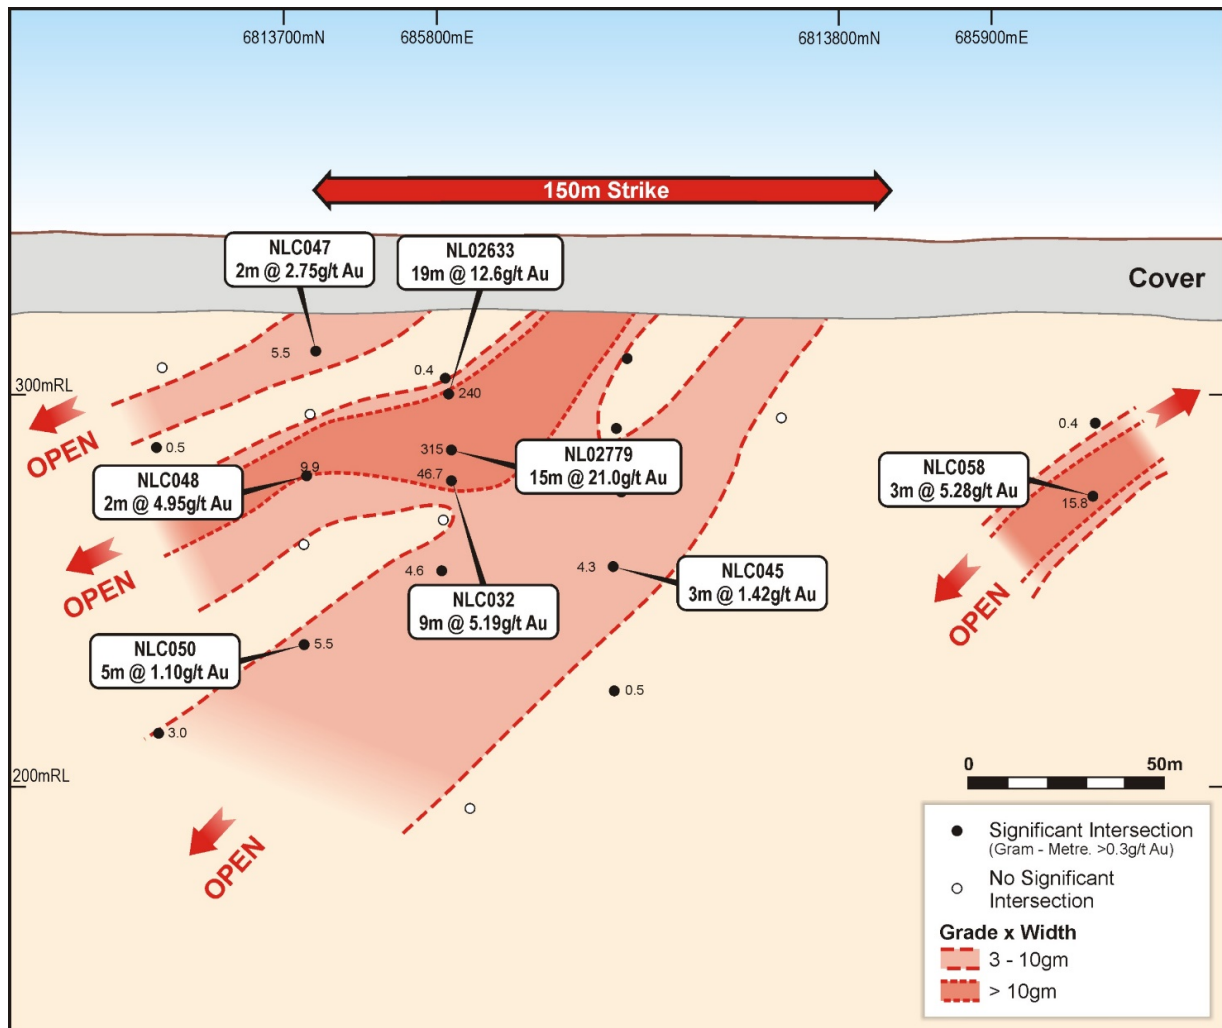 6813700mN
685800mE
6813800mN
685900mE
150m Strike
NLC047
2m @ 2.75g/t Au
NL02633
19m @ 12.6g/t Au
Cover
5.5
0.4
240
300mRL
OPEN
0.5
0.4
NLC048
2m @ 4.95g/t Au
9.9
315
46.7
NL02779
15m @ 21.0g/t Au
NLC058
3m @ 5.28g/t Au
15.8
OPEN
4.6
4.3
NLC045
3m @ 1.42g/t Au
NLC032
9m @ 5.19g/t Au
OPEN
NLC050
5m @ 1.10g/t Au
5.5
0.5
3.0
200mRL
0
50m
OPEN
Significant Intersection
(Gram - Metre. >0.3g/t Au)
No Significant
Intersection
Grade x Width
3 - 10gm
> 10gm